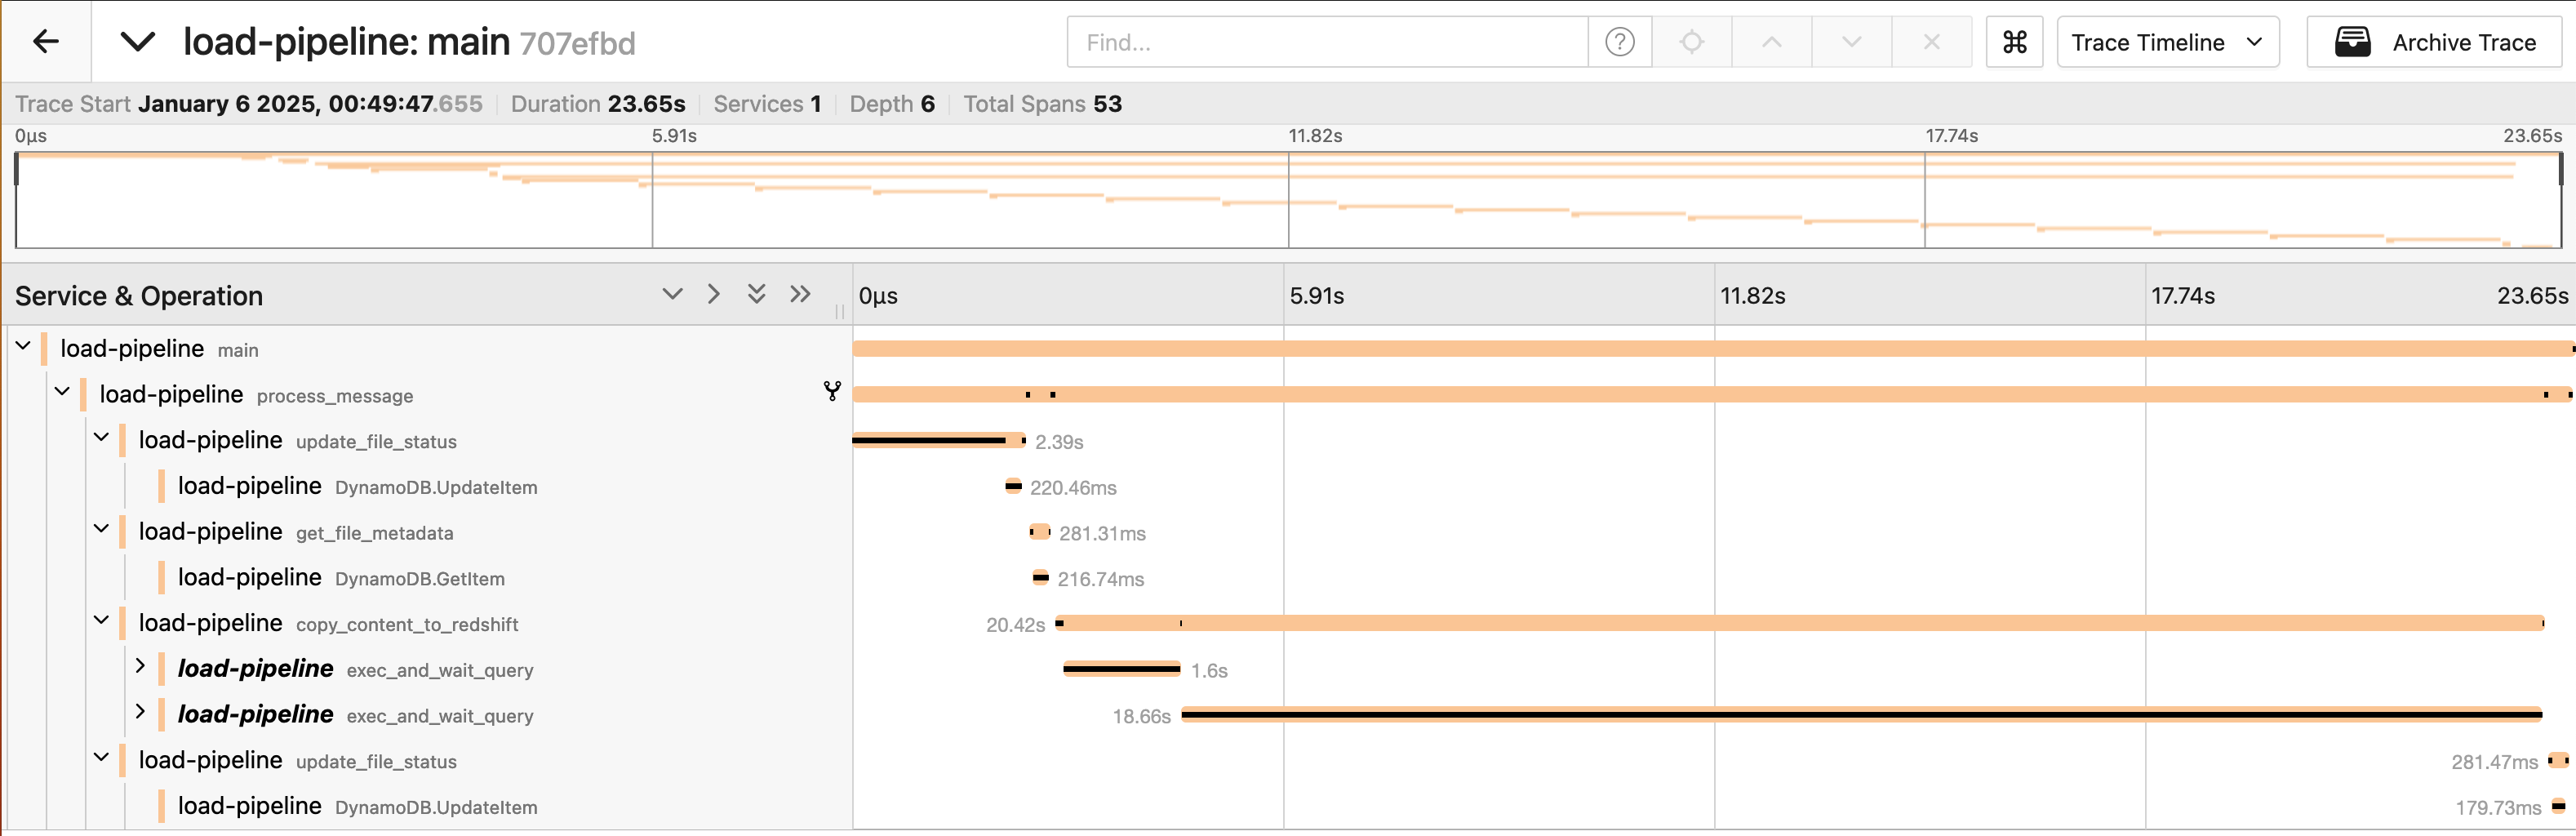 load-pipeline: main 707efbd Find... ? ⌘ Trace Timeline Archive Trace
Trace Start January 6 2025, 00:49:47.655 Duration 23.65s Services 1 Depth 6 Total Spans 53
0μs 5.91s 11.82s 17.74s 23.65s
Service & Operation 0μs 5.91s 11.82s 17.74s 23.65s
load-pipeline main
load-pipeline process_message
load-pipeline update_file_status 2.39s
load-pipeline DynamoDB.UpdateItem 220.46ms
load-pipeline get_file_metadata 281.31ms
load-pipeline DynamoDB.GetItem 216.74ms
load-pipeline copy_content_to_redshift 20.42s
load-pipeline exec_and_wait_query 1.6s
load-pipeline exec_and_wait_query 18.66s
load-pipeline update_file_status 281.47ms
load-pipeline DynamoDB.UpdateItem 179.73ms